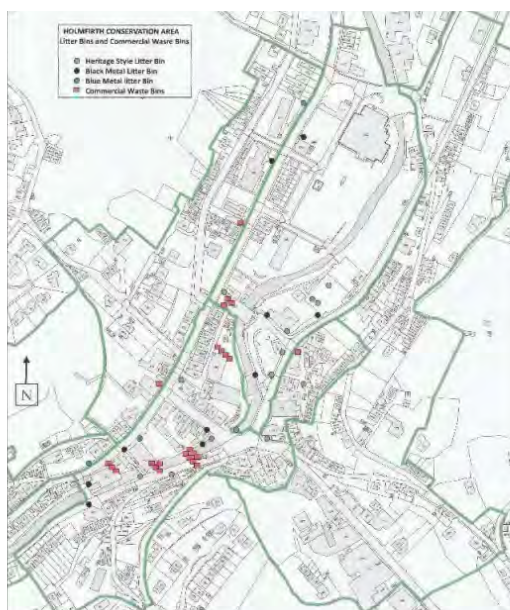 HOLMFIRTH CONSERVATION AREA
Litter Bins and Commercial Waste Bins
Heritage Style Litter Bin
Black Metal Litter Bin
Blue Metal litter Bin
Commercial Waste Bins
N